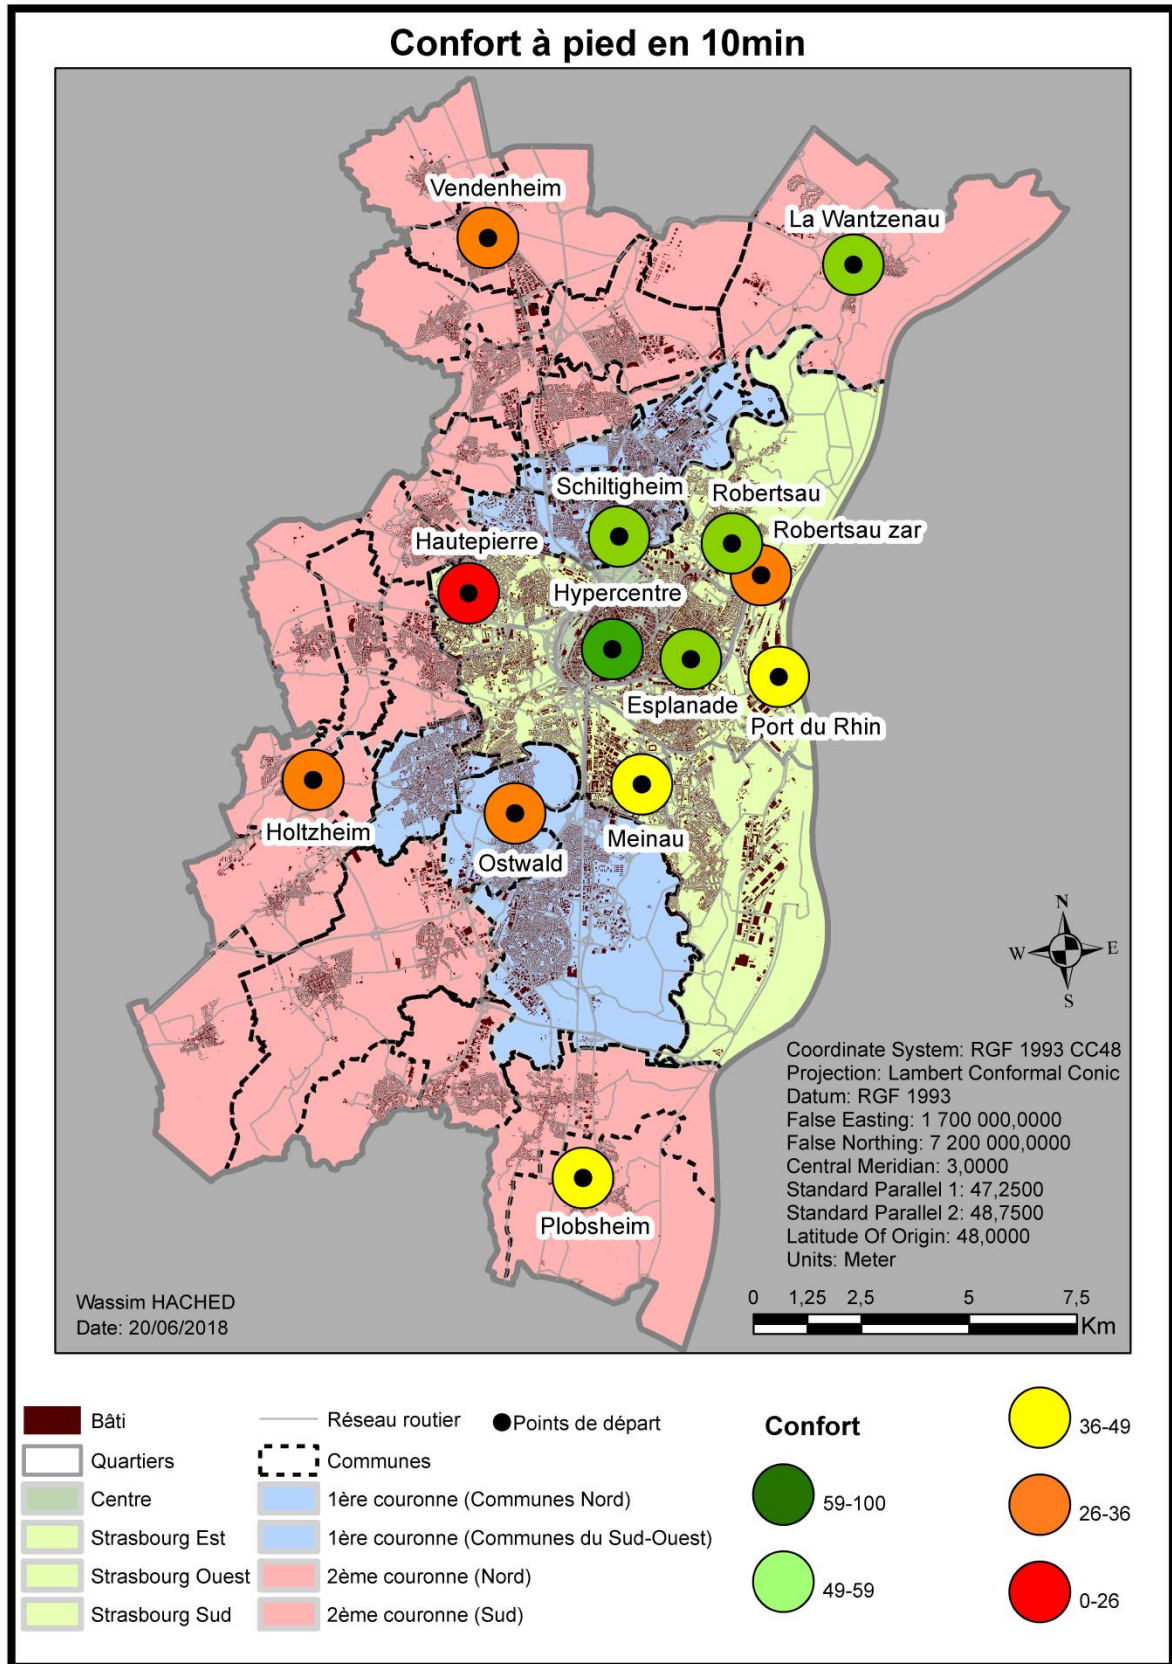 Confort à pied en 10min
Vendenheim
La Wantzenau
Schiltigheim
Robertsau
Robertsau zar
Hautepierre
Hypercentre
Esplanade
Port du Rhin
Holtzheim
Ostwald
Meinau
Plobsheim
N
W E
S
Coordinate System: RGF 1993 CC48
Projection: Lambert Conformal Conic
Datum: RGF 1993
False Easting: 1 700 000,0000
False Northing: 7 200 000,0000
Central Meridian: 3,0000
Standard Parallel 1: 47,2500
Standard Parallel 2: 48,7500
Latitude Of Origin: 48,0000
Units: Meter
0 1,25 2,5 5 7,5
Km
Wassim HACHED
Date: 20/06/2018
Bâti
Quartiers
Centre
Strasbourg Est
Strasbourg Ouest
Strasbourg Sud
Réseau routier
Communes
1ère couronne (Communes Nord)
1ère couronne (Communes du Sud-Ouest)
2ème couronne (Nord)
2ème couronne (Sud)
Points de départ
Confort
59-100
49-59
36-49
26-36
0-26